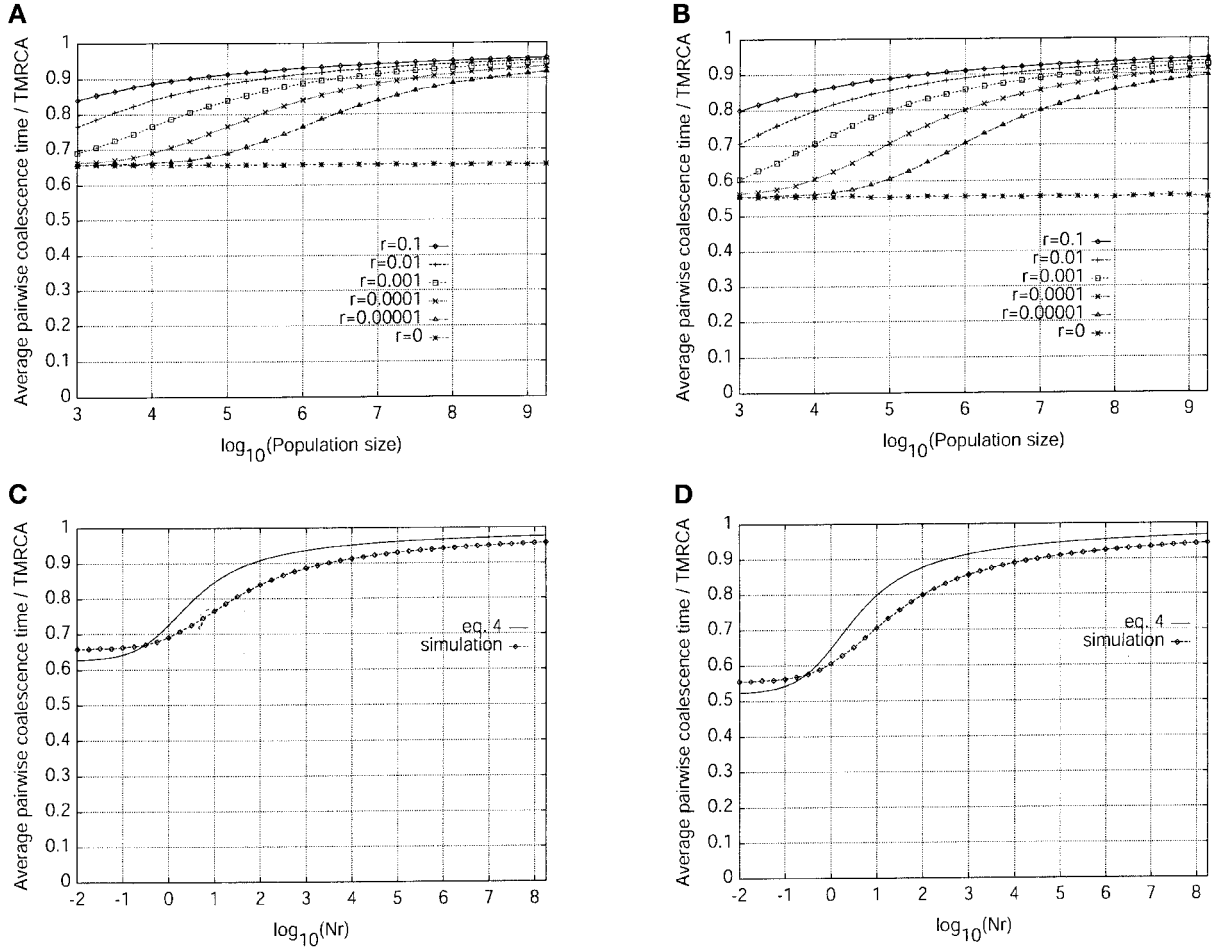 A
Average pairwise coalescence time / TMRCA
1
0.9
0.8
0.7
0.6
0.5
0.4
0.3
0.2
0.1
0
r=0.1
r=0.01
r=0.001
r=0.0001
r=0.00001
r=0
3 4 5 6 7 8 9
log10(Population size)
B
Average pairwise coalescence time / TMRCA
1
0.9
0.8
0.7
0.6
0.5
0.4
0.3
0.2
0.1
0
r=0.1
r=0.01
r=0.001
r=0.0001
r=0.00001
r=0
3 4 5 6 7 8 9
log10(Population size)
C
Average pairwise coalescence time / TMRCA
1
0.9
0.8
0.7
0.6
0.5
0.4
0.3
0.2
0.1
0
eq. 4
simulation
-2 -1 0 1 2 3 4 5 6 7 8
log10(Nr)
D
Average pairwise coalescence time / TMRCA
1
0.9
0.8
0.7
0.6
0.5
0.4
0.3
0.2
0.1
0
eq. 4
simulation
-2 -1 0 1 2 3 4 5 6 7 8
log10(Nr)